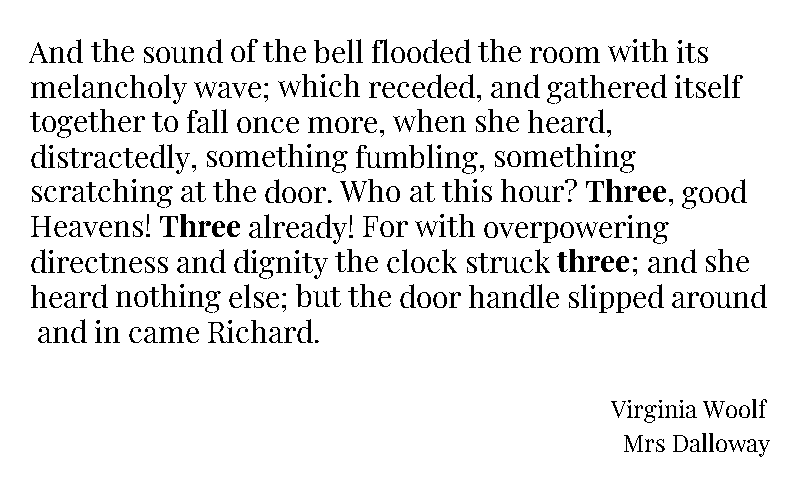 And the sound of the bell flooded the room with its
melancholy wave; which receded, and gathered itself
together to fall once more, when she heard,
distractedly, something fumbling, something
scratching at the door. Who at this hour? Three, good
Heavens! Three already! For with overpowering
directness and dignity the clock struck three; and she
heard nothing else; but the door handle slipped around
and in came Richard.
Virginia Woolf
Mrs Dalloway